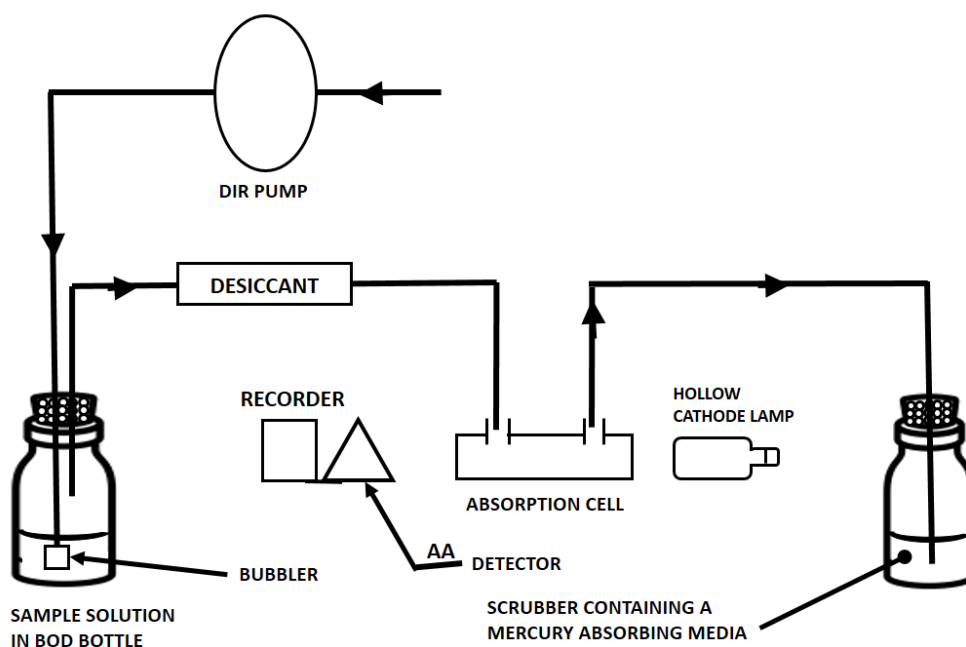 DIR PUMP
DESICCANT
RECORDER
HOLLOW
CATHODE LAMP
ABSORPTION CELL
AA
DETECTOR
BUBBLER
SAMPLE SOLUTION
IN BOD BOTTLE
SCRUBBER CONTAINING A
MERCURY ABSORBING MEDIA